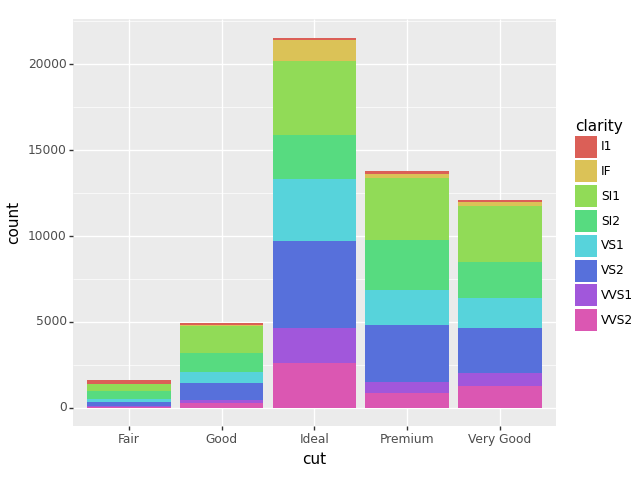 20000
15000
10000
5000
0
count
Fair
Good
Ideal
Premium
Very Good
cut
clarity
I1
IF
SI1
SI2
VS1
VS2
VVS1
VVS2